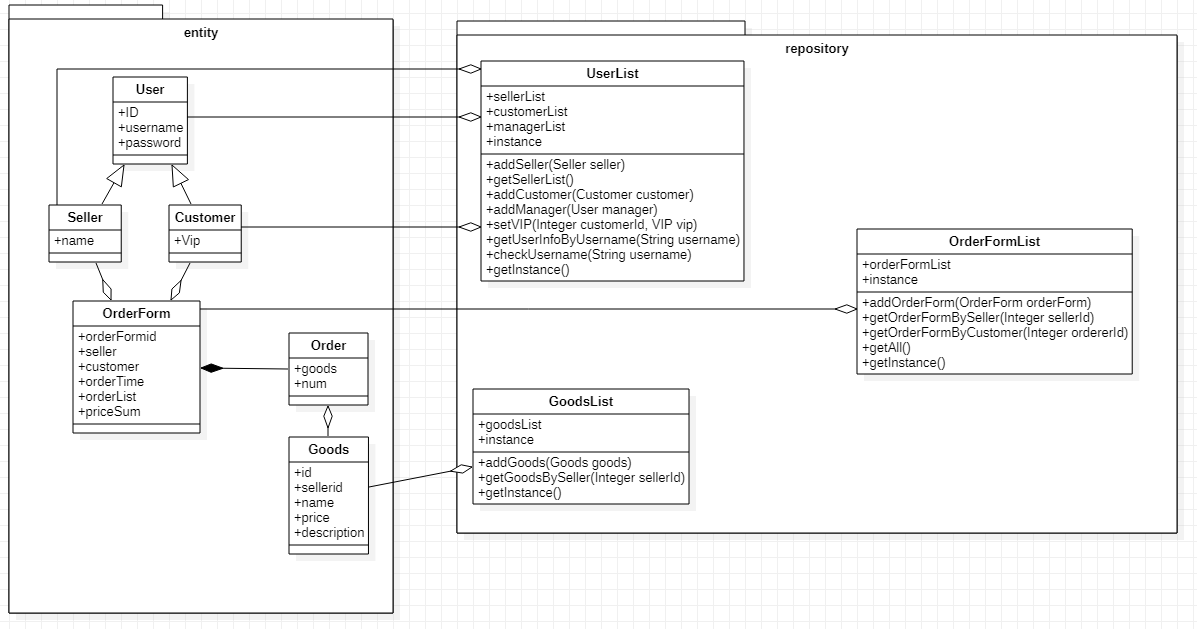 entity
User
+ID
+username
+password
Seller
+name
Customer
+Vip
OrderForm
+orderFormid
+seller
+customer
+orderTime
+orderList
+priceSum
Order
+goods
+num
Goods
+id
+sellerid
+name
+price
+description
repository
UserList
+sellerList
+customerList
+managerList
+instance
+addSeller(Seller seller)
+getSellerList()
+addCustomer(Customer customer)
+addManager(User manager)
+setVIP(Integer customerId, VIP vip)
+getUserInfoByUsername(String username)
+checkUsername(String username)
+getInstance()
OrderFormList
+orderFormList
+instance
+addOrderForm(OrderForm orderForm)
+getOrderFormBySeller(Integer sellerId)
+getOrderFormByCustomer(Integer ordererId)
+getAll()
+getInstance()
GoodsList
+goodsList
+instance
+addGoods(Goods goods)
+getGoodsBySeller(Integer sellerId)
+getInstance()